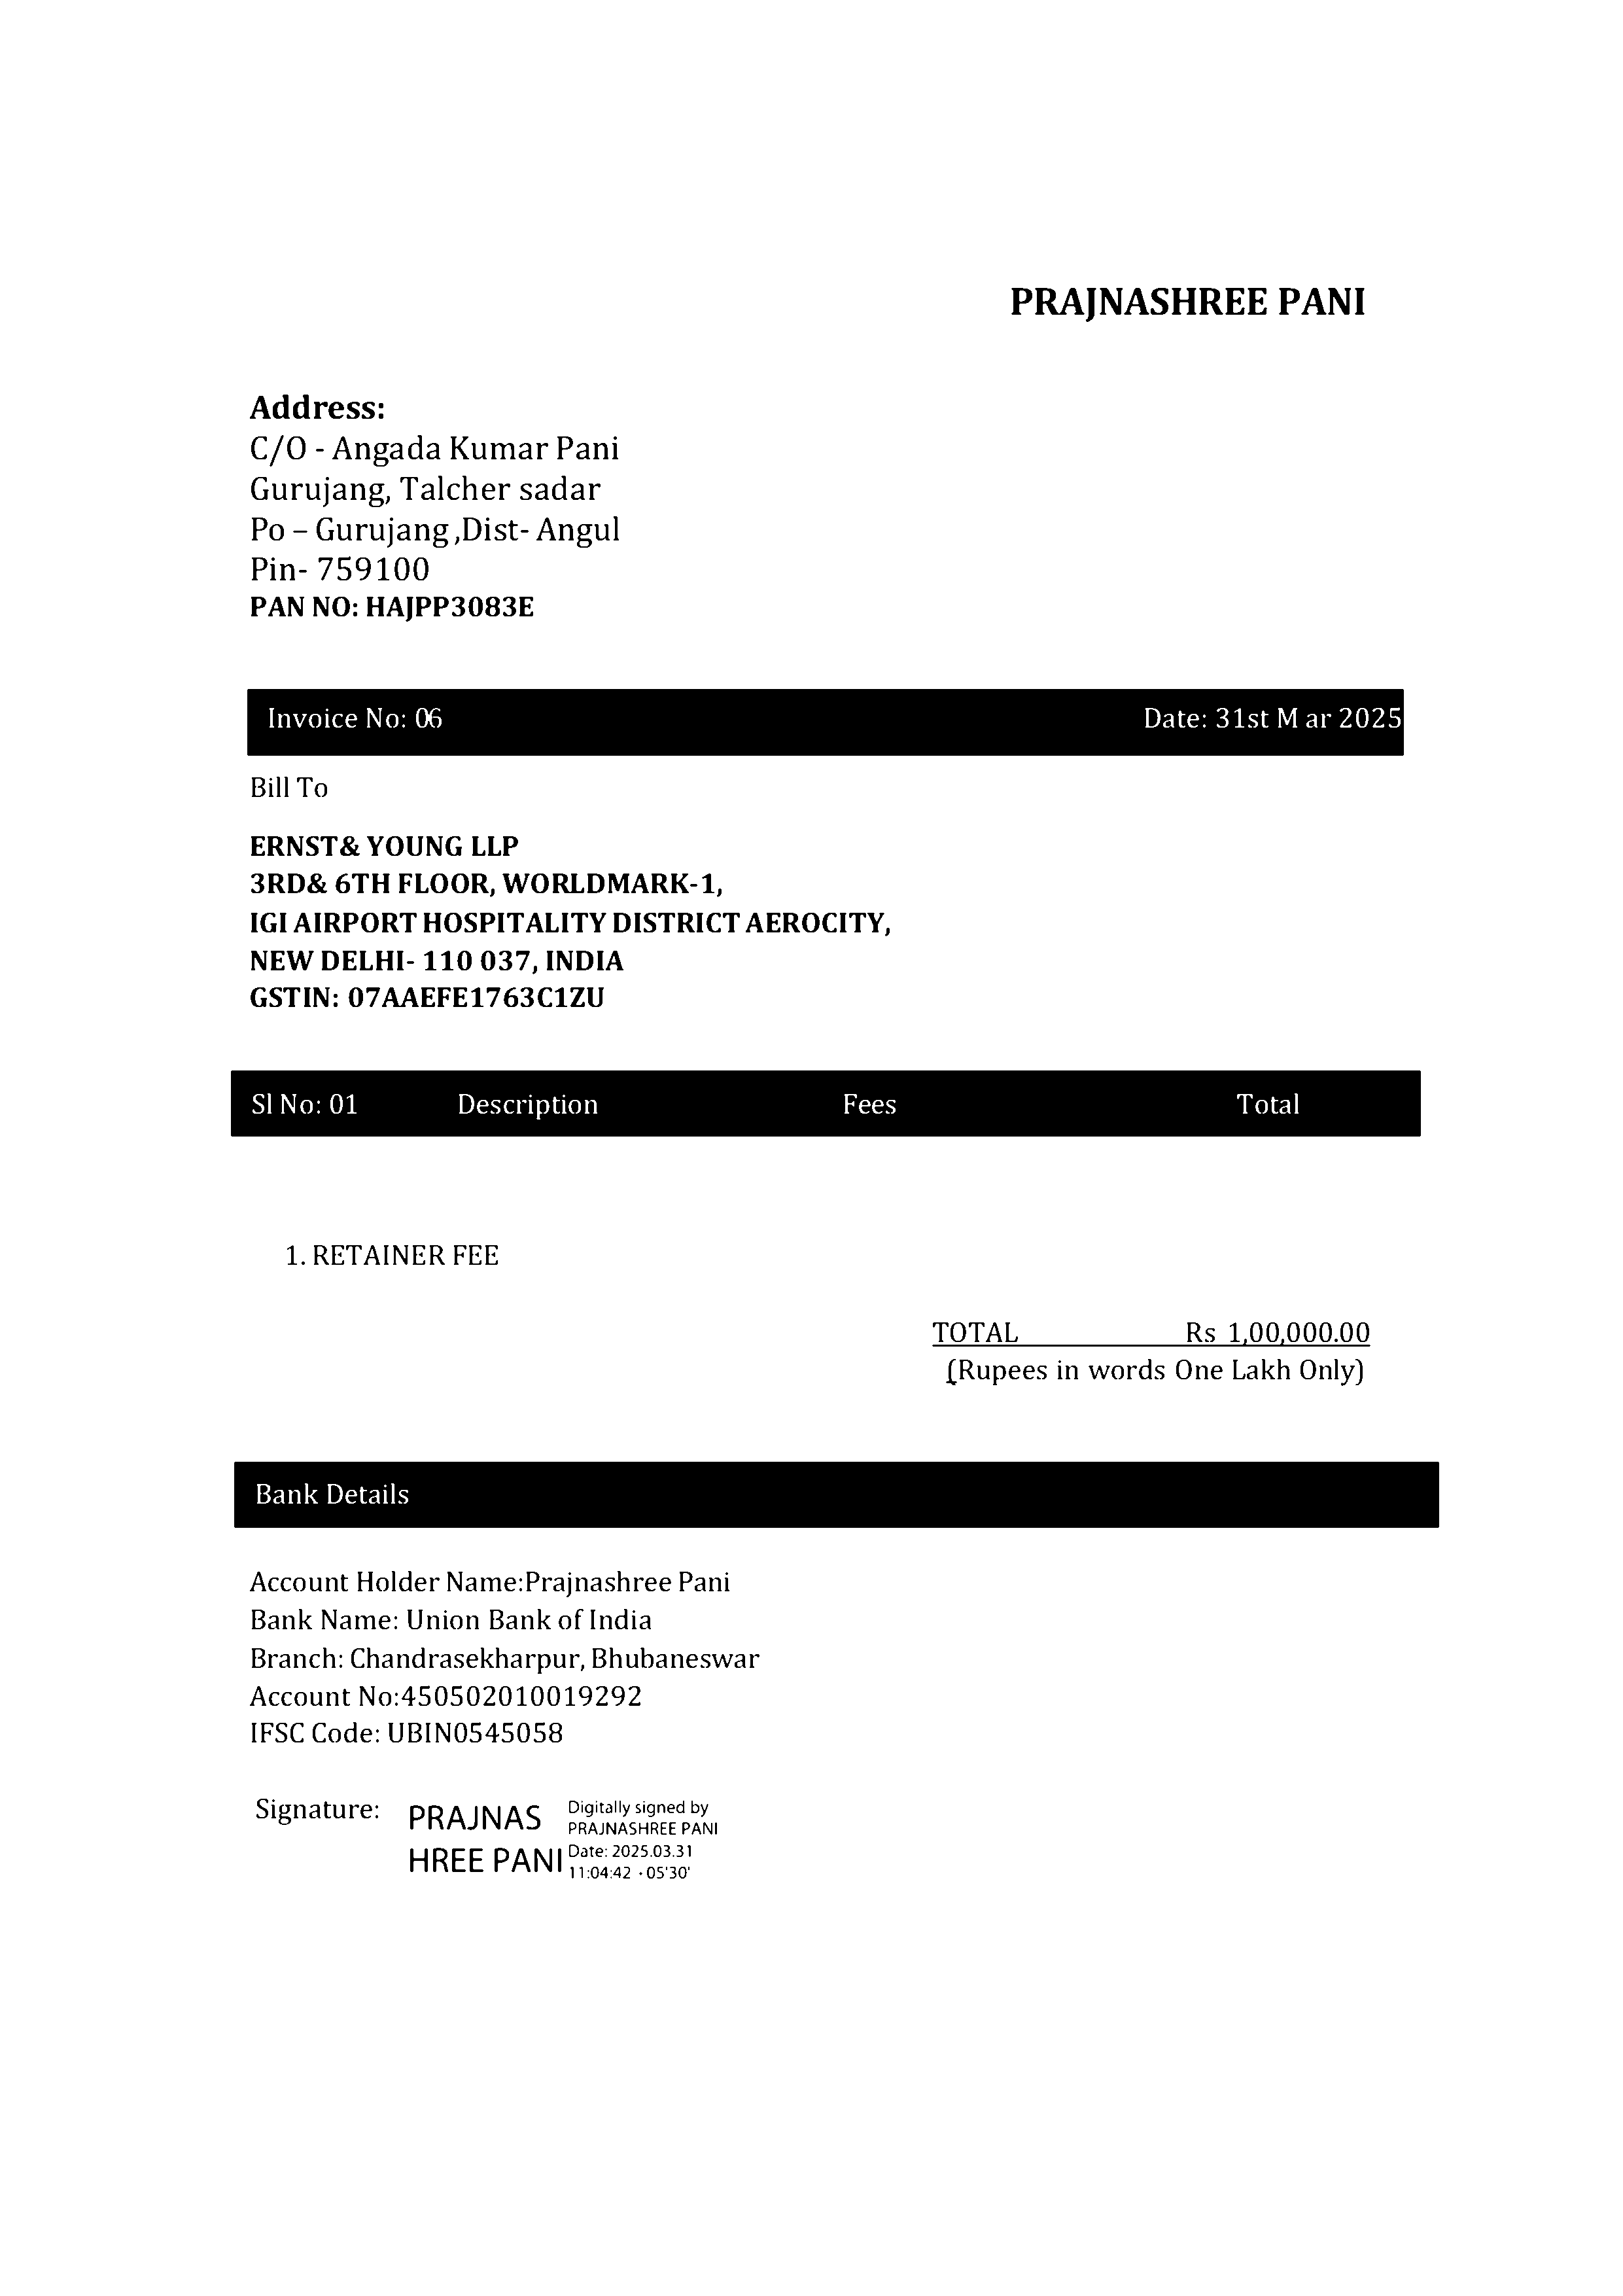 PRAJNASHREE PANI
Address:
C/O - Angada Kumar Pani
Gurujang, Talcher sadar
Po – Gurujang ,Dist- Angul
Pin- 759100
PAN NO: HAJPP3083E
Invoice No: 06 Date: 31st M ar 2025
Bill To
ERNST& YOUNG LLP
3RD& 6TH FLOOR, WORLDMARK-1,
IGI AIRPORT HOSPITALITY DISTRICT AEROCITY,
NEW DELHI- 110 037, INDIA
GSTIN: 07AAEFE1763C1ZU
Sl No: 01 Description Fees Total
1. RETAINER FEE
TOTAL Rs 1,00,000.00
(Rupees in words One Lakh Only)
Bank Details
Account Holder Name:Prajnashree Pani
Bank Name: Union Bank of India
Branch: Chandrasekharpur, Bhubaneswar
Account No:450502010019292
IFSC Code: UBIN0545058
Signature:
PRAJNAS
HREE PANI
Digitally signed by
PRAJNASHREE PANI
Date: 2025.03.31
11:04:42 +05'30'